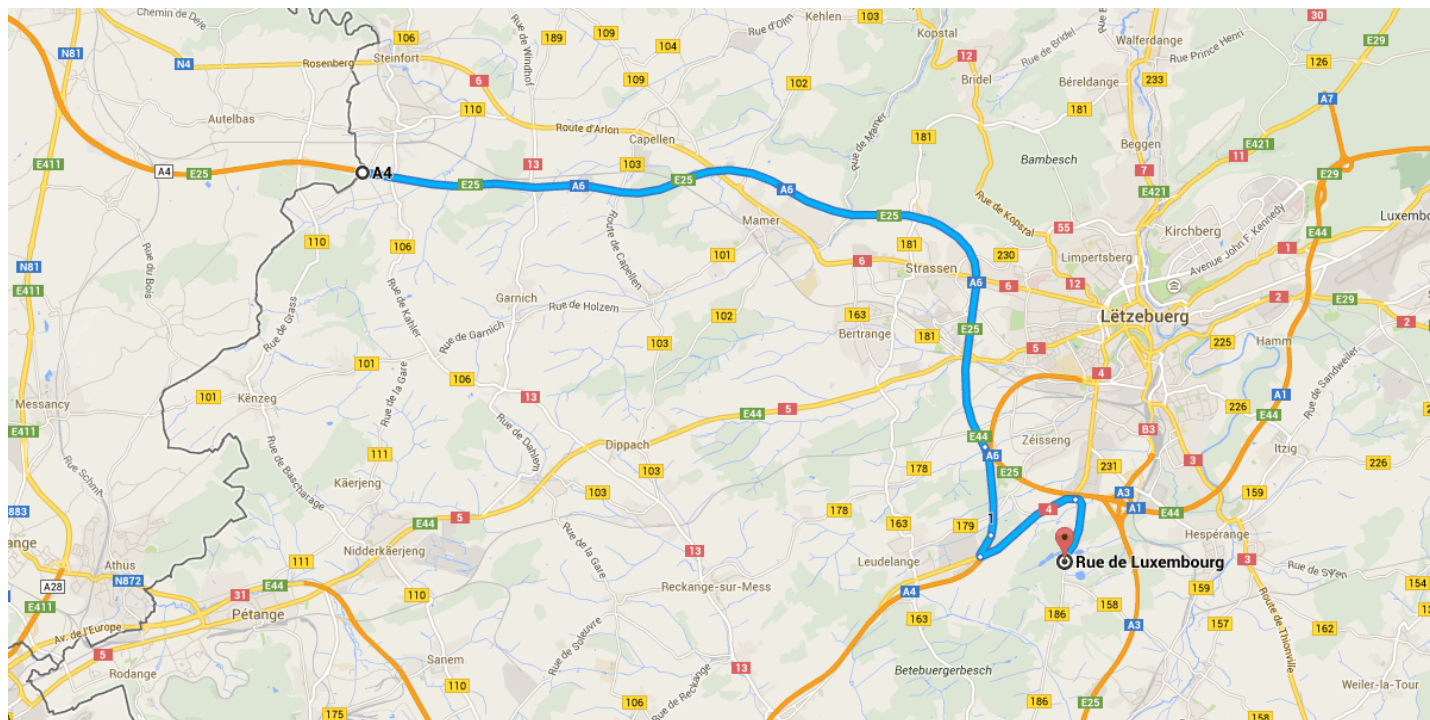 Chemin de
106
Kehlen
103
Rue d'Olm
Kopstal
30
N81
109
189
104
Rue de Windhof
Steinfort
12
Rue de Bridel
Walferdange
Rue Prince Henri
E29
N4
Rosenberg
6
109
102
Bridel
Béreldange
233
126
110
181
A7
Autelbas
Route d'Arlon
Capellen
181
Rue de Mamer
Beggen
E421
E411
A4
E25
A4
13
103
Bambesch
7
11
E29
E25
A6
E25
A6
E421
Rue de Kopstal
E25
Mamer
55
Kirchberg
Avenue John F. Kennedy
E44
Luxembo
110
106
Rue du Bois
Route de Capellen
101
181
230
Limpertsberg
1
N81
6
Strassen
A6
6
12
2
E29
E411
Rue de Grass
Rue de Kahler
Garnich
Rue de Holzem
102
163
181
E25
Lëtzebuerg
2
Rue de Garnich
Bertrange
5
225
Hamm
103
101
106
4
Rue de Sandweiler
Messancy
101
Kënzeg
Rue de la Gare
13
E44
5
A1
226
E44
E411
Rue de Dahlem
Dippach
E44
A6
Zéisseng
B3
Itzig
Rue de Bascharage
111
103
178
E25
231
3
226
Käerjeng
103
A3
159
883
E44
5
178
163
179
1
4
A1
E44
Hespérange
Nidderkäerjeng
13
Leudelange
Rue de Luxembourg
3
Athus
111
Rue de la Gare
Reckange-sur-Mess
A4
154
A28
N872
E44
110
158
159
E411
31
Pétange
163
186
157
Route de Thionville
162
Av. de l'Europe
A3
5
Rodange
Sanem
Rue de Soleuvre
13
Betebuergerbesch
110
Rue de Reckange
Weiler-la-Tour
175
106
186
E25
158